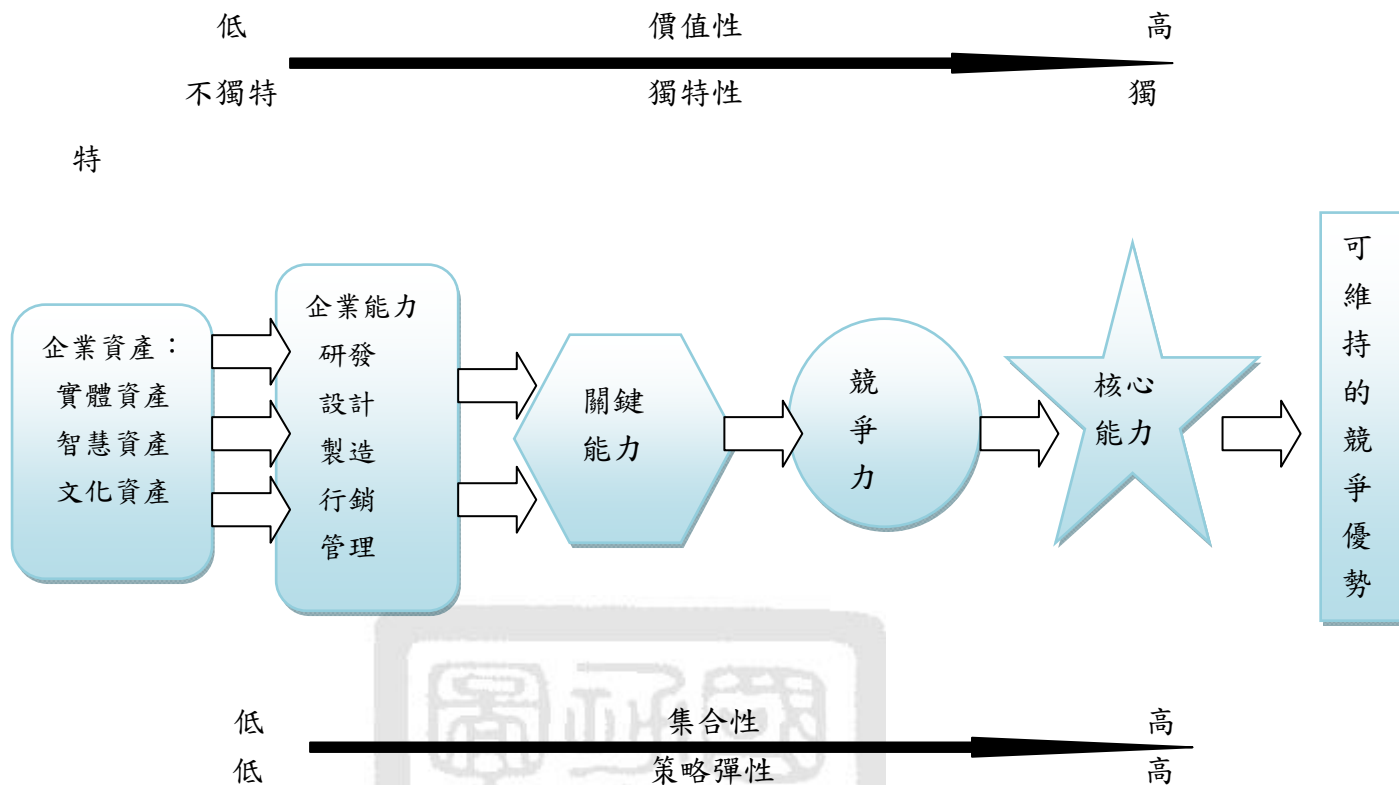 低 價值性 高
不獨特 獨特性 獨
特
企業資產：
實體資產
智慧資產
文化資產
企業能力
研發
設計
製造
行銷
管理
關鍵
能力
競
爭
力
核心
能力
可
維
持
的
競
爭
優
勢
低 集合性 高
低 策略彈性 高